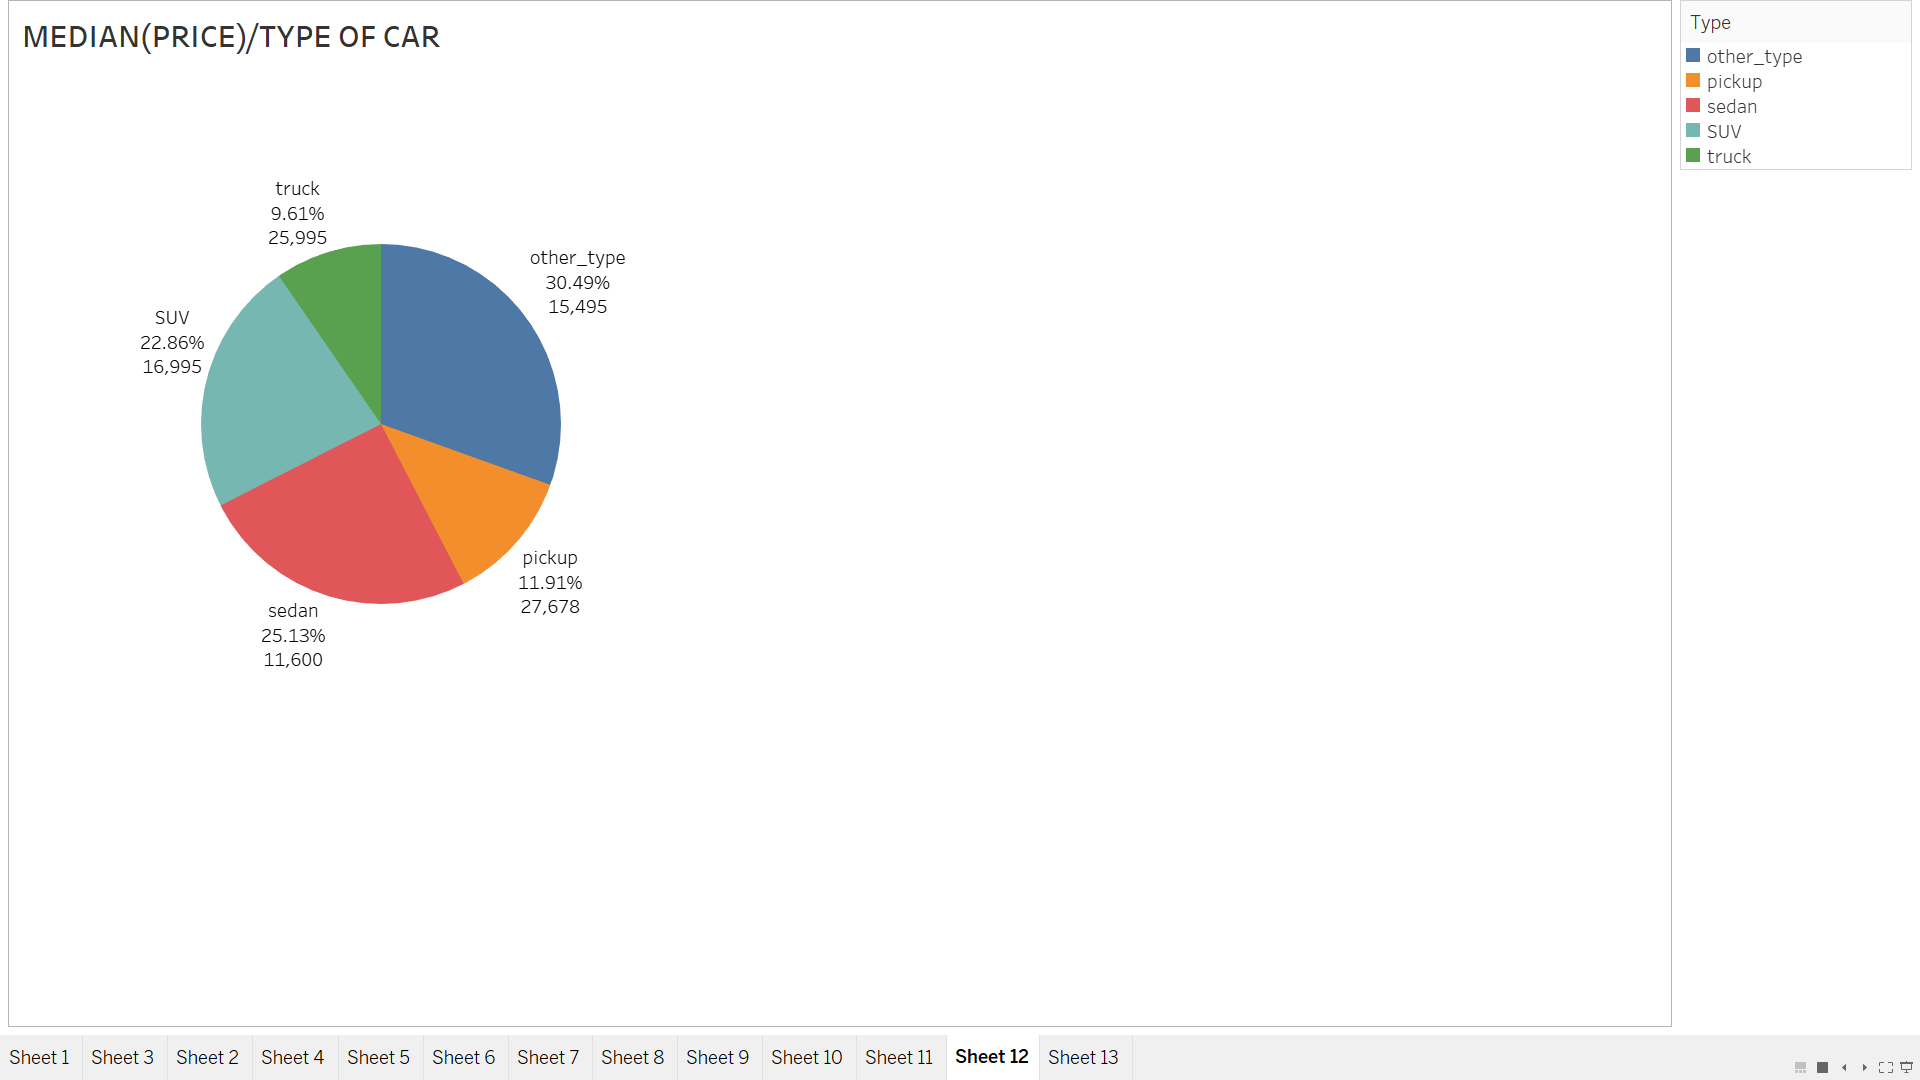 MEDIAN(PRICE)/TYPE OF CAR
Type
other_type
pickup
sedan
SUV
truck
truck
9.61%
25,995
other_type
30.49%
15,495
SUV
22.86%
16,995
pickup
11.91%
27,678
sedan
25.13%
11,600
Sheet 1 Sheet 3 Sheet 2 Sheet 4 Sheet 5 Sheet 6 Sheet 7 Sheet 8 Sheet 9 Sheet 10 Sheet 11 Sheet 12 Sheet 13